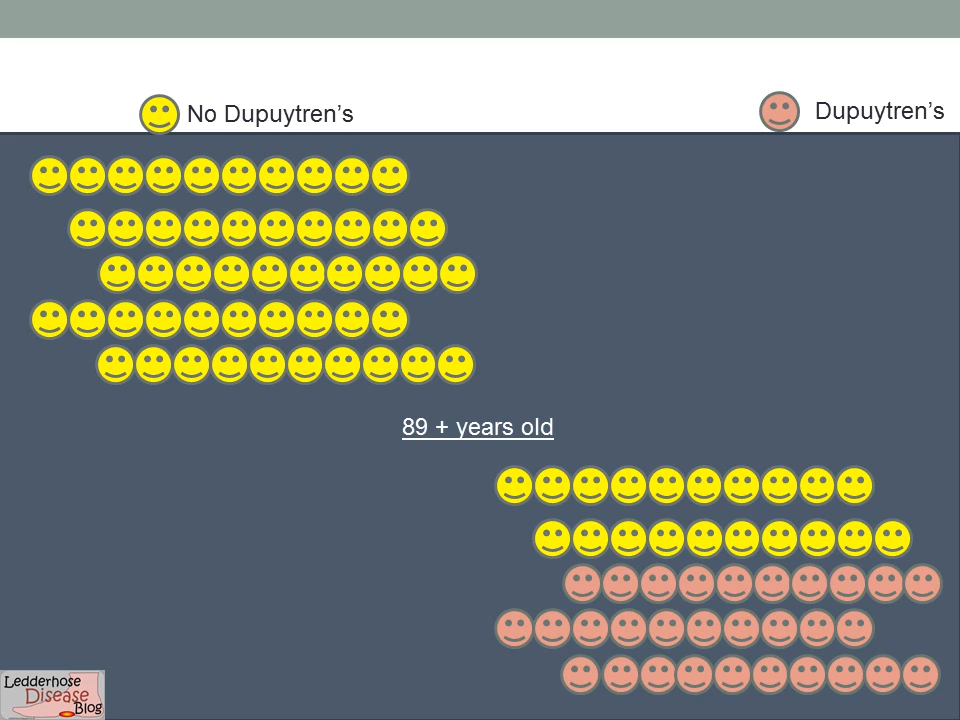 No Dupuytren’s
Dupuytren’s
89 + years old
Ledderhose
Disease
Blog